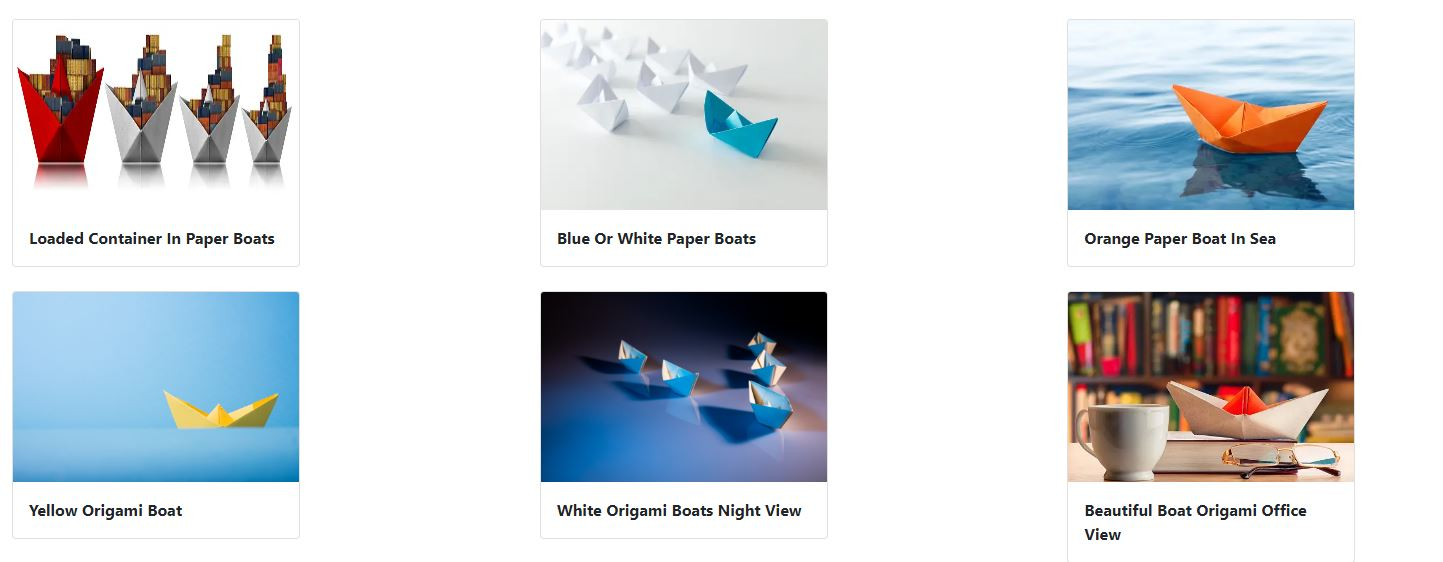 Loaded Container In Paper Boats
Blue Or White Paper Boats
Orange Paper Boat In Sea
Yellow Origami Boat
White Origami Boats Night View
Beautiful Boat Origami Office
View